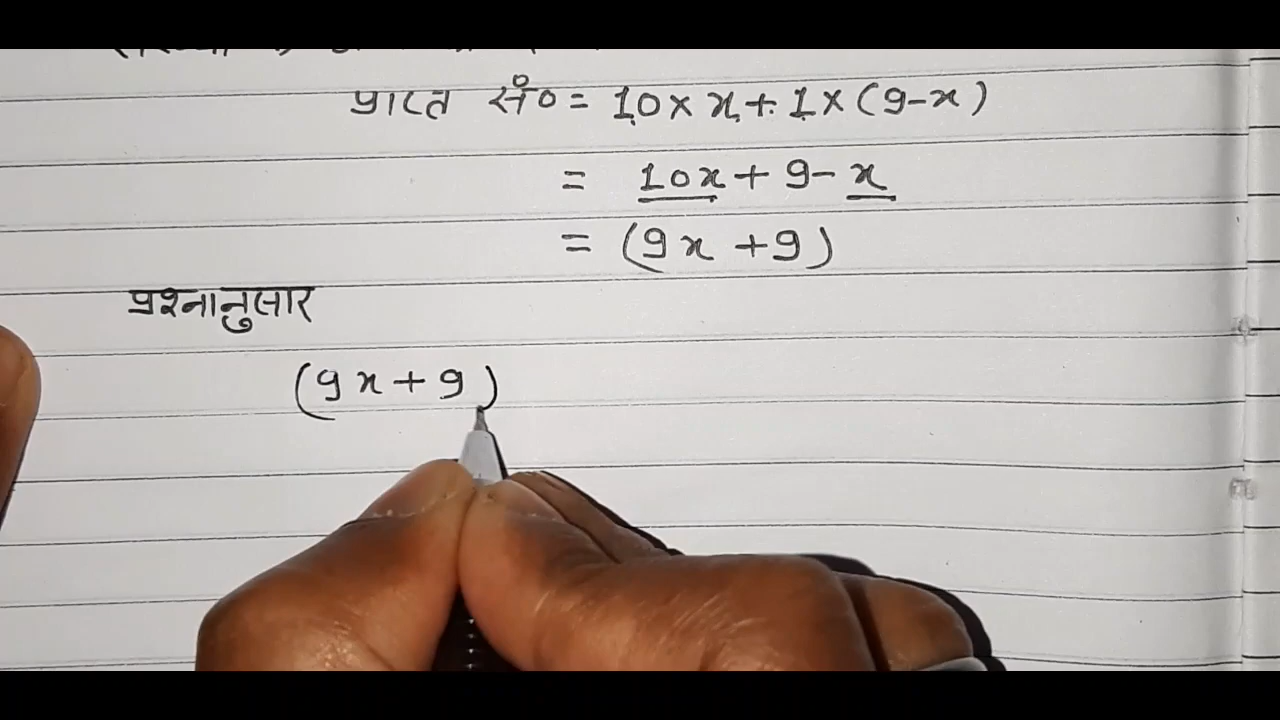 प्राप्त सं० = 10 × x + 1 × (9-x)
= 10x + 9 - x
= (9x + 9)
प्रश्नानुसार
(9x + 9)